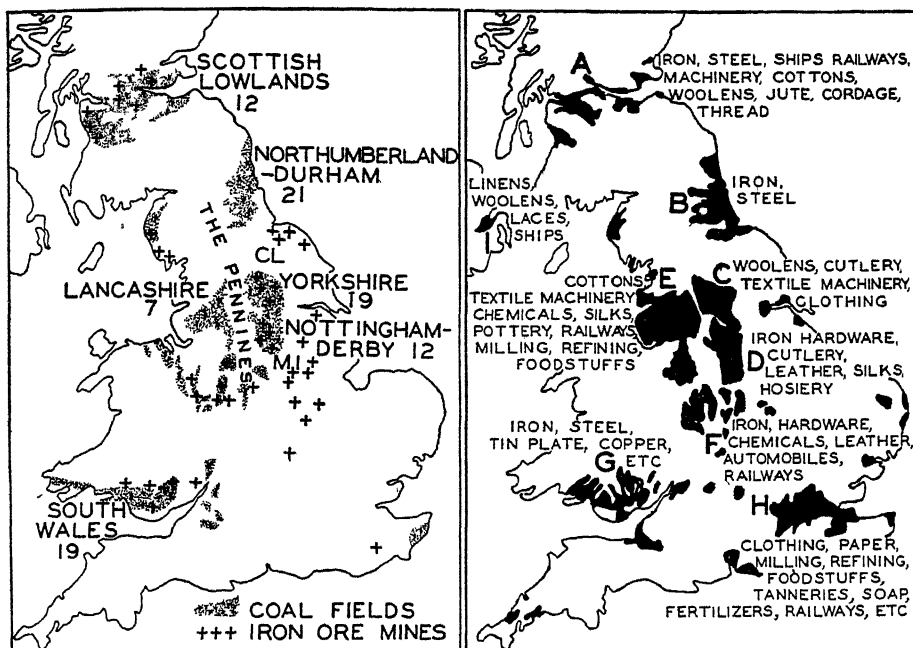 SCOTTISH
LOWLANDS
12
NORTHUMBERLAND
-DURHAM
21
THE PENNINES
CL
LANCASHIRE
7
YORKSHIRE
19
NOTTINGHAM-
DERBY 12
MI
SOUTH
WALES
19
COAL FIELDS
+++ IRON ORE MINES
A
IRON, STEEL, SHIPS RAILWAYS,
MACHINERY, COTTONS,
WOOLENS, JUTE, CORDAGE,
THREAD
B
IRON,
STEEL
LINENS,
WOOLENS,
LACES,
SHIPS
I
E
COTTONS
TEXTILE MACHINERY
CHEMICALS, SILKS,
POTTERY, RAILWAYS
MILLING, REFINING,
FOODSTUFFS
C
WOOLENS, CUTLERY,
TEXTILE MACHINERY,
CLOTHING
D
IRON HARDWARE,
CUTLERY,
LEATHER, SILKS,
HOSIERY
F
IRON, HARDWARE,
CHEMICALS, LEATHER,
AUTOMOBILES,
RAILWAYS
IRON, STEEL,
TIN PLATE, COPPER,
ETC
G
H
CLOTHING, PAPER,
MILLING, REFINING,
FOODSTUFFS,
TANNERIES, SOAP,
FERTILIZERS, RAILWAYS, ETC